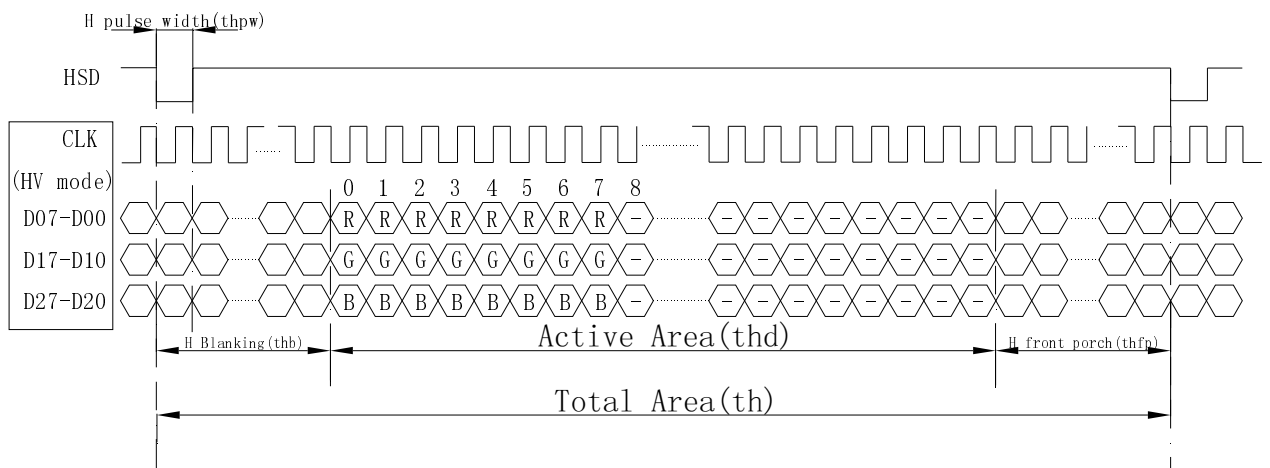 H pulse width(thpw)
HSD
CLK
(HV mode)
0 1 2 3 4 5 6 7 8
D07-D00 R R R R R R R R - - - - - - - - -
D17-D10 G G G G G G G G - - - - - - - - -
D27-D20 B B B B B B B B - - - - - - - - -
H Blanking(thb) Active Area(thd) H front porch(thfp)
Total Area(th)